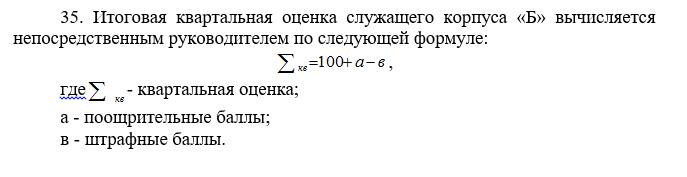 35. Итоговая квартальная оценка служащего корпуса «Б» вычисляется
непосредственным руководителем по следующей формуле:
∑ кв=100+ а – в ,
где ∑ кв - квартальная оценка;
а - поощрительные баллы;
в - штрафные баллы.